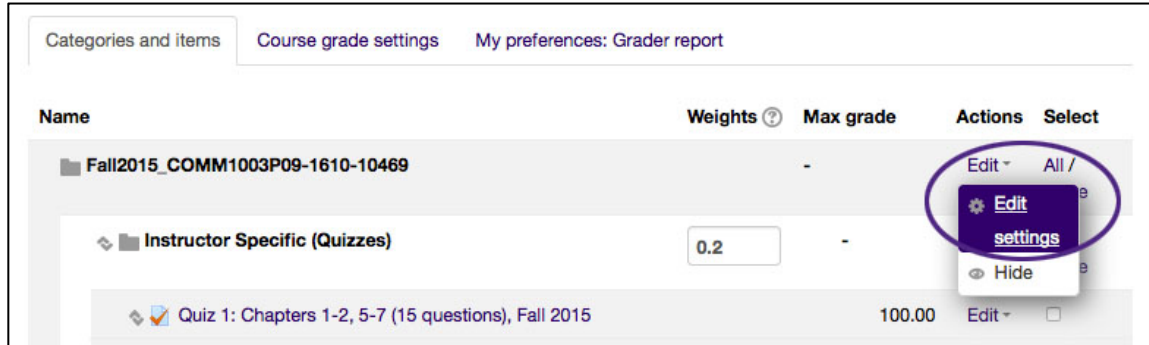 Categories and items Course grade settings My preferences: Grader report
Name Weights ? Max grade Actions Select
Fall2015_COMM1003P09-1610-10469 - Edit All /
Edit
Instructor Specific (Quizzes) 0.2 - settings
Hide
Quiz 1: Chapters 1-2, 5-7 (15 questions), Fall 2015 100.00 Edit